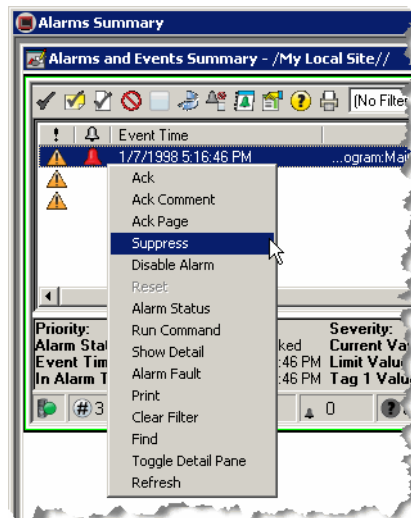 Alarms Summary
Alarms and Events Summary - /My Local Site//
(No Filter
! Event Time
1/7/1998 5:16:46 PM ...ogram:Mai
Ack
Ack Comment
Ack Page
Suppress
Disable Alarm
Reset
Alarm Status
Run Command
Show Detail
Alarm Fault
Print
Clear Filter
Find
Toggle Detail Pane
Refresh
Priority: Severity:
Alarm Stat ked Current Va
Event Tim :46 PM Limit Value
In Alarm T :46 PM Tag 1 Valu
# 3 0 ?